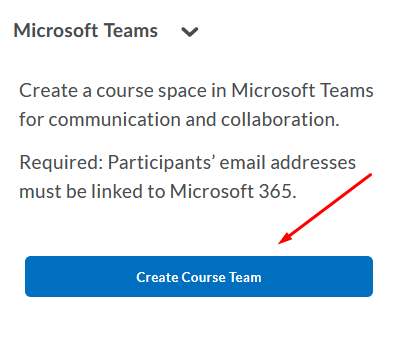 Microsoft Teams
Create a course space in Microsoft Teams
for communication and collaboration.
Required: Participants’ email addresses
must be linked to Microsoft 365.
Create Course Team